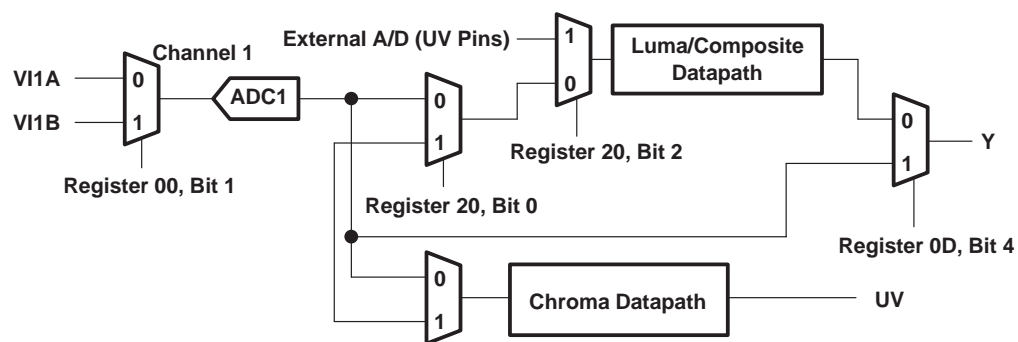 External A/D (UV Pins)
1
0
Luma/Composite
Datapath
Channel 1
VI1A
VI1B
0
1
ADC1
Register 00, Bit 1
0
1
Register 20, Bit 0
Register 20, Bit 2
0
1
Y
Register 0D, Bit 4
0
1
Chroma Datapath
UV